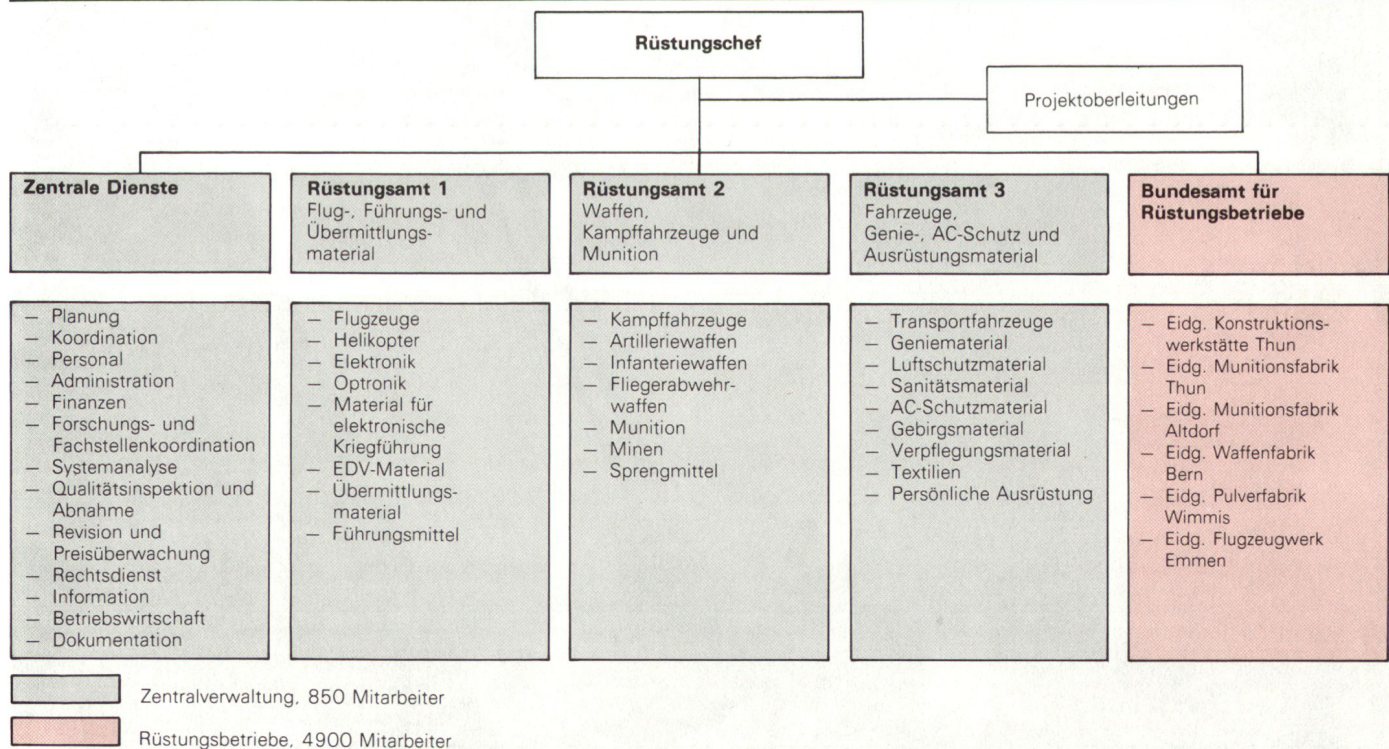 Rüstungschef
Projektoberleitungen
Zentrale Dienste
Rüstungsamt 1
Flug-, Führungs- und
Übermittlungs-
material
Rüstungsamt 2
Waffen,
Kampffahrzeuge und
Munition
Rüstungsamt 3
Fahrzeuge,
Genie-, AC-Schutz und
Ausrüstungsmaterial
Bundesamt für
Rüstungsbetriebe
— Planung
— Koordination
— Personal
— Administration
— Finanzen
— Forschungs- und
Fachstellenkoordination
— Systemanalyse
— Qualitätsinspektion und
Abnahme
— Revision und
Preisüberwachung
— Rechtsdienst
— Information
— Betriebswirtschaft
— Dokumentation
— Flugzeuge
— Helikopter
— Elektronik
— Optronik
— Material für
elektronische
Kriegführung
— EDV-Material
— Übermittlungs-
material
— Führungsmittel
— Kampffahrzeuge
— Artilleriewaffen
— Infanteriewaffen
— Fliegerabwehr-
waffen
— Munition
— Minen
— Sprengmittel
— Transportfahrzeuge
— Geniematerial
— Luftschutzmaterial
— Sanitätsmaterial
— AC-Schutzmaterial
— Gebirgsmaterial
— Verpflegungsmaterial
— Textilien
— Persönliche Ausrüstung
— Eidg. Konstruktions-
werkstätte Thun
— Eidg. Munitionsfabrik
Thun
— Eidg. Munitionsfabrik
Altdorf
— Eidg. Waffenfabrik
Bern
— Eidg. Pulverfabrik
Wimmis
— Eidg. Flugzeugwerk
Emmen
Zentralverwaltung, 850 Mitarbeiter
Rüstungsbetriebe, 4900 Mitarbeiter